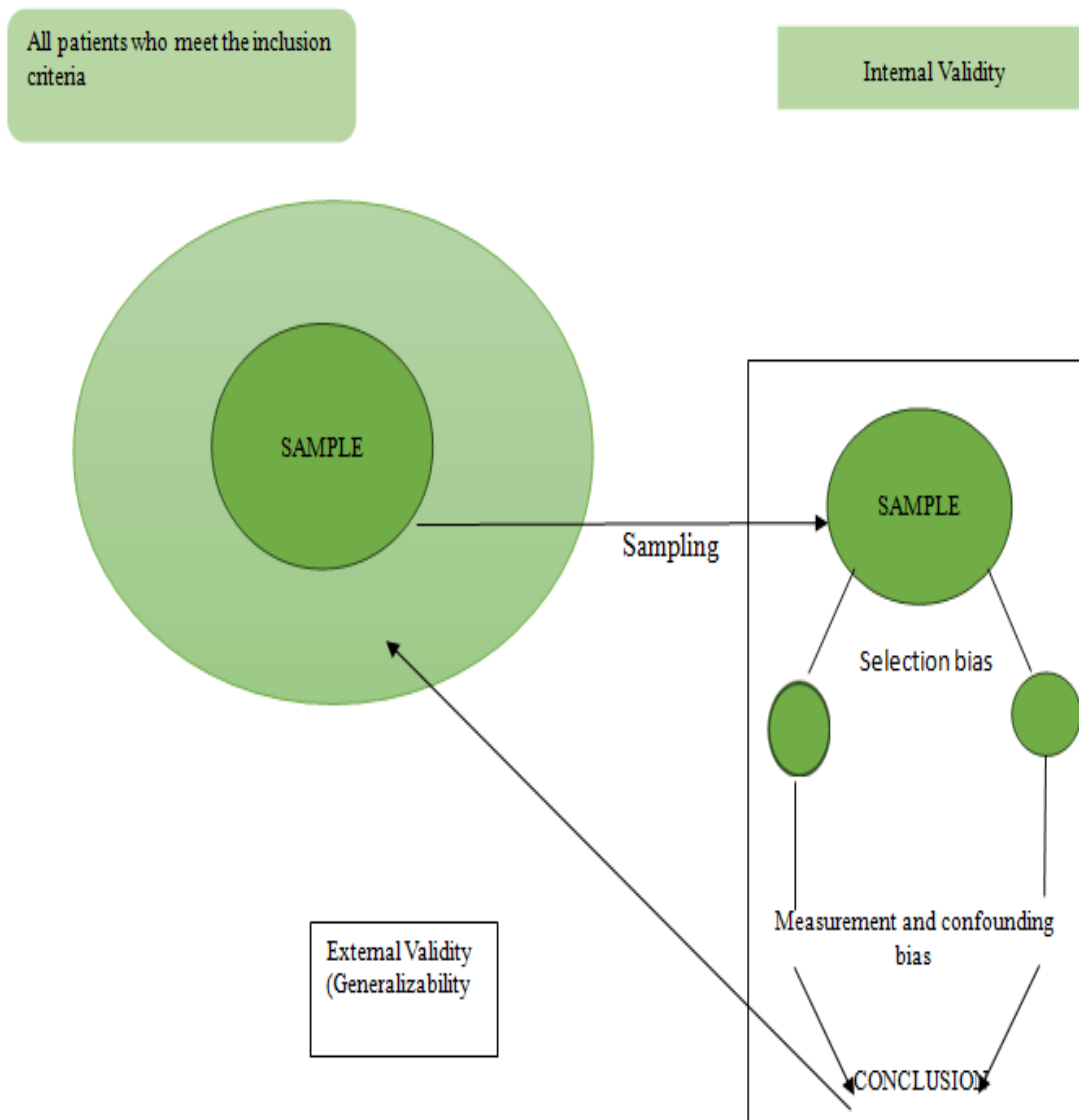 All patients who meet the inclusion
criteria
Internal Validity
SAMPLE
SAMPLE
Sampling
Selection bias
Measurement and confounding
bias
External Validity
(Generalizability
CONCLUSION